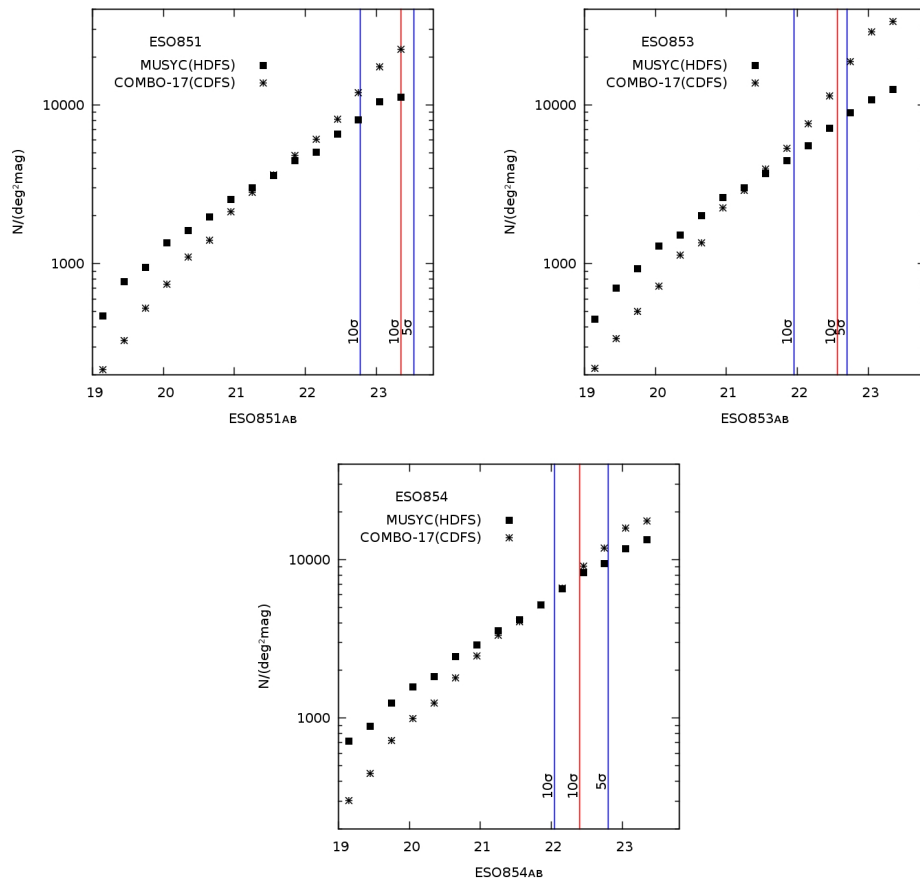 ESO851
MUSYC(HDFS)
COMBO-17(CDFS)
10000
1000
N/(deg²mag)
10σ
10σ
5σ
19 20 21 22 23
ESO851AB
ESO853
MUSYC(HDFS)
COMBO-17(CDFS)
10000
1000
N/(deg²mag)
10σ
10σ
5σ
19 20 21 22 23
ESO853AB
ESO854
MUSYC(HDFS)
COMBO-17(CDFS)
10000
1000
N/(deg²mag)
10σ
10σ
5σ
19 20 21 22 23
ESO854AB